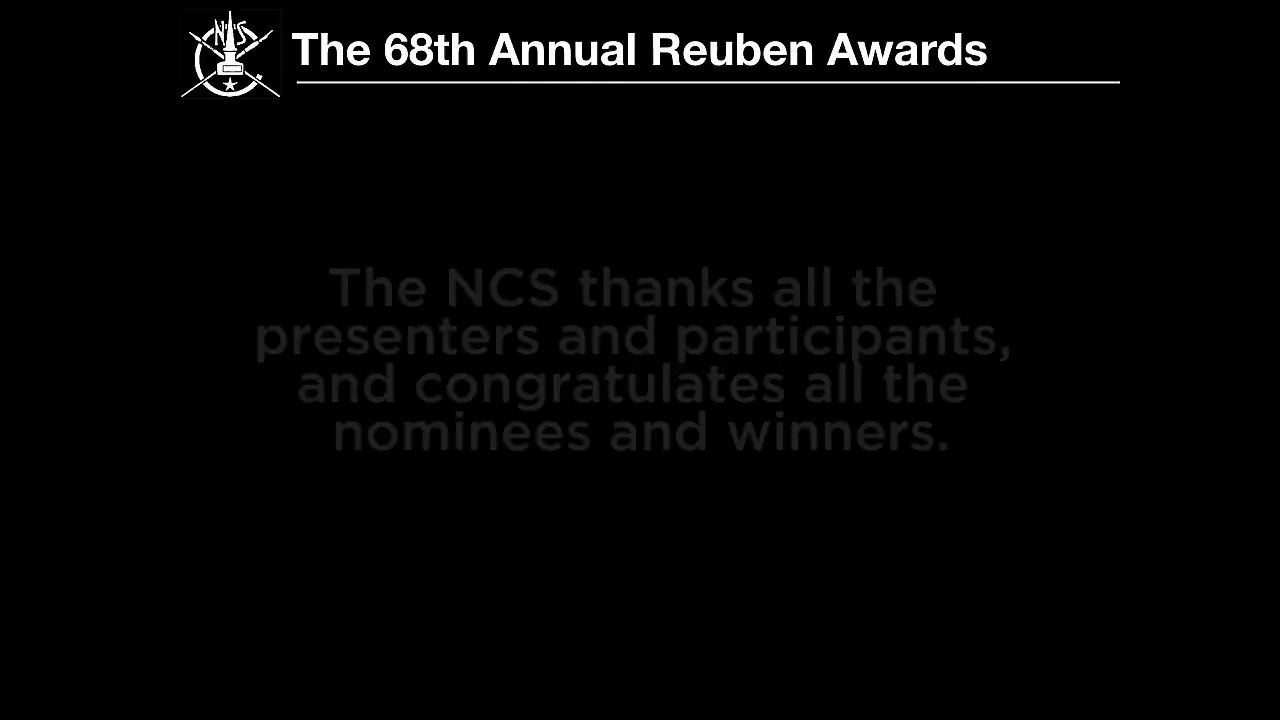 NCS
The 68th Annual Reuben Awards
The NCS thanks all the
presenters and participants,
and congratulates all the
nominees and winners.